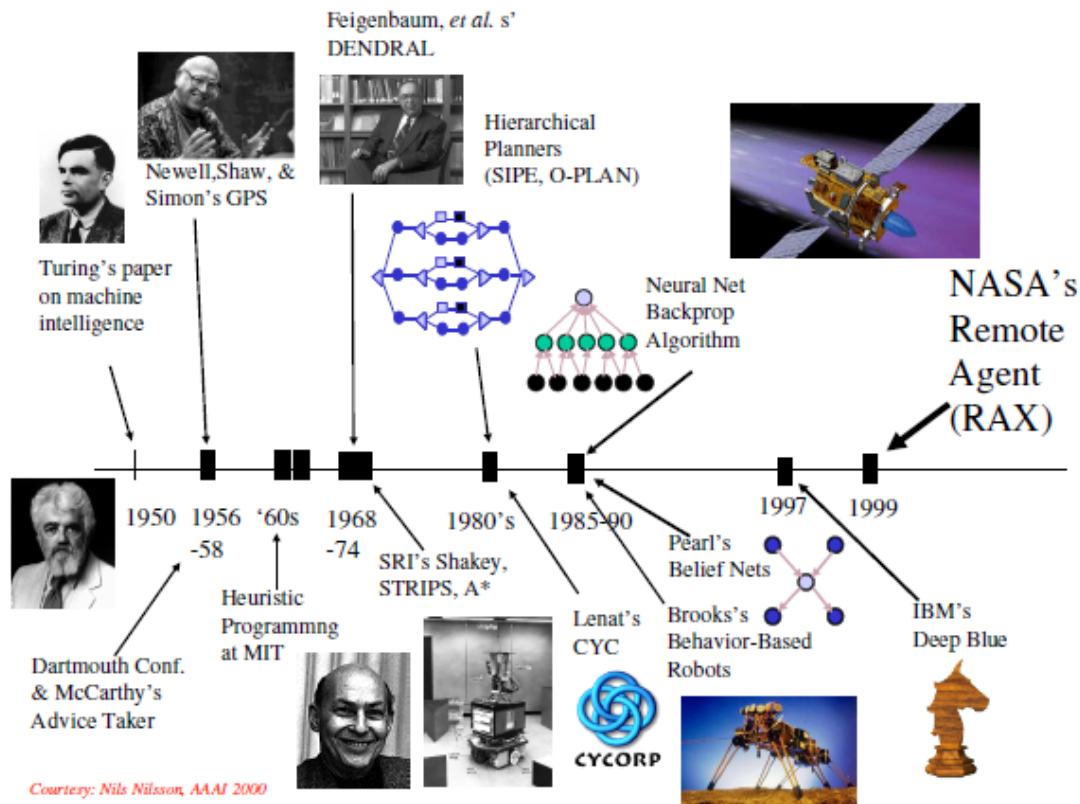 Feigenbaum, et al. s'
DENDRAL
Hierarchical
Planners
(SIPE, O-PLAN)
Newell,Shaw, &
Simon's GPS
Turing's paper
on machine
intelligence
Neural Net
Backprop
Algorithm
NASA's
Remote
Agent
(RAX)
1950
1956
-58
'60s
1968
-74
1980's
1985-90
1997
1999
SRI's Shakey,
STRIPS, A*
Pearl's
Belief Nets
Heuristic
Programmng
at MIT
Lenat's
CYC
Brooks's
Behavior-Based
Robots
IBM's
Deep Blue
Dartmouth Conf.
& McCarthy's
Advice Taker
CYCORP
Courtesy: Nils Nilsson, AAAI 2000